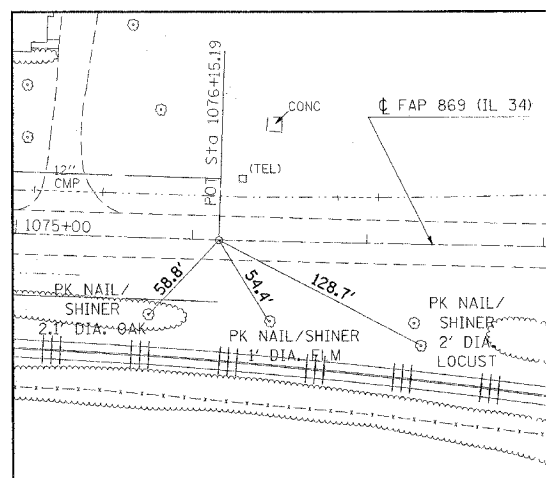 POT Sta 1076+15.19
CONC
℄ FAP 869 (IL 34)
(TEL)
12"
CMP
1075+00
58.8'
54.4'
128.7'
PK NAIL/
SHINER
2.1' DIA. OAK
PK NAIL/SHINER
1' DIA. ELM
PK NAIL/
SHINER
2' DIA.
LOCUST